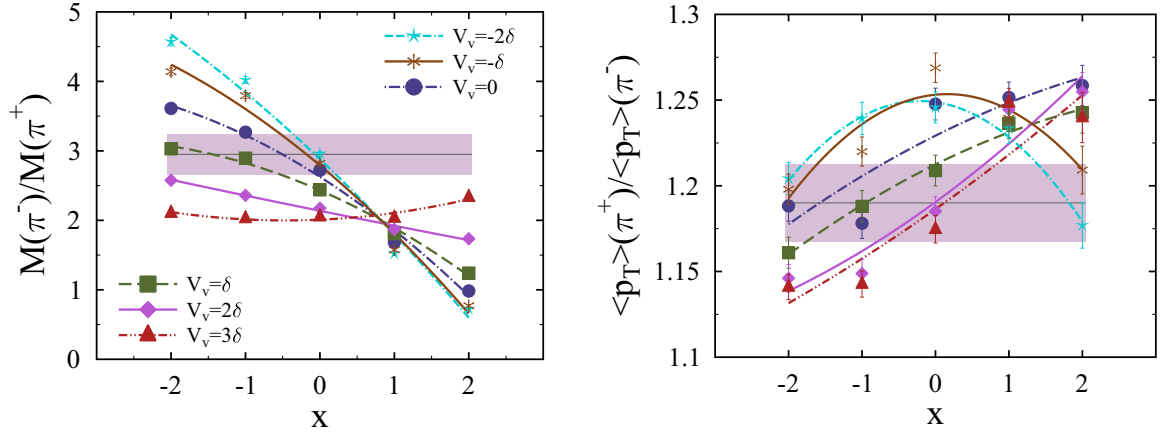 M(π⁻)/M(π⁺)
5
4
3
2
1
0
-2 -1 0 1 2
x
V_v=-2δ
V_v=-δ
V_v=0
V_v=δ
V_v=2δ
V_v=3δ
<p_T>(π⁺)/<p_T>(π⁻)
1.3
1.25
1.2
1.15
1.1
-2 -1 0 1 2
x